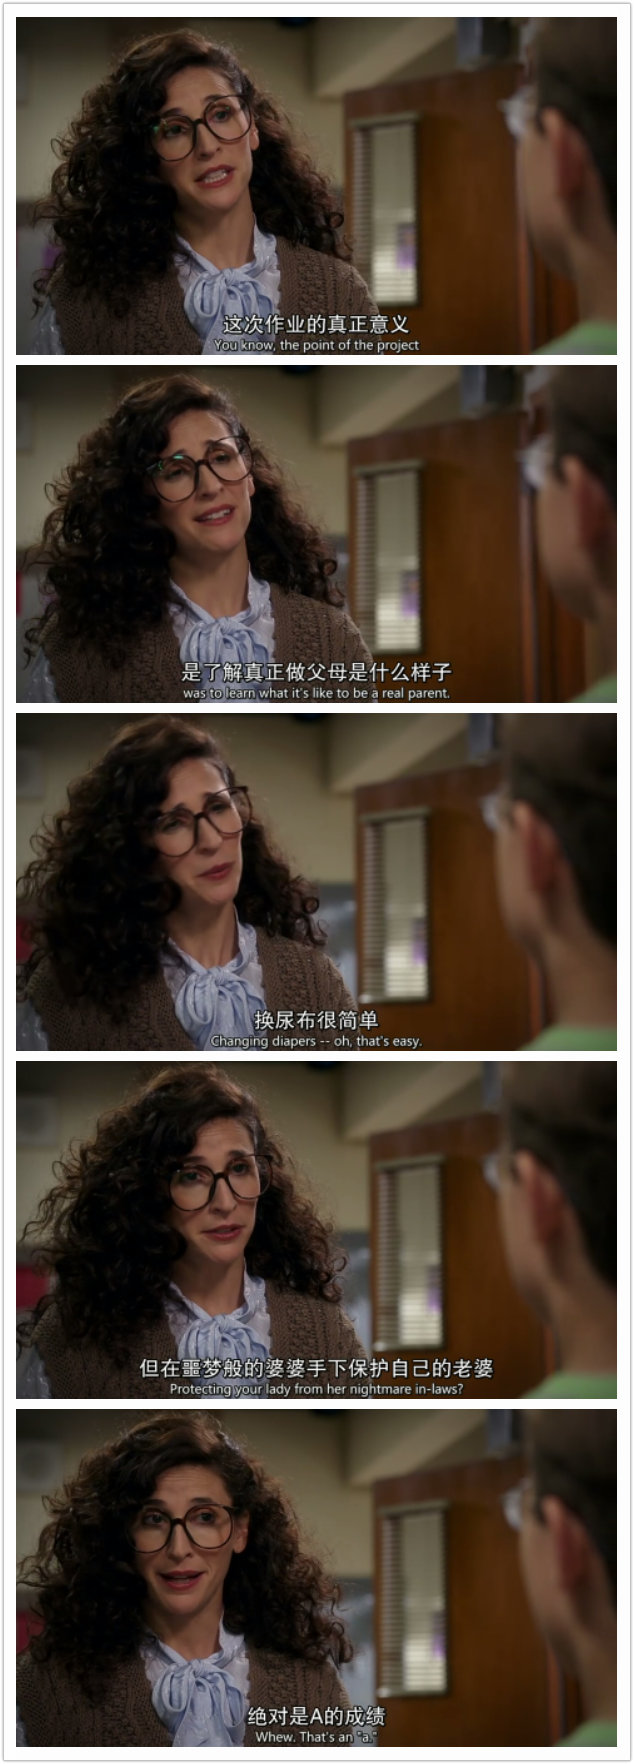 这次作业的真正意义
You know, the point of the project
是了解真正做父母是什么样子
was to learn what it's like to be a real parent.
换尿布很简单
Changing diapers -- oh, that's easy.
但在噩梦般的婆婆手下保护自己的老婆
Protecting your lady from her nightmare in-laws?
绝对是A的成绩
Whew. That's an "a."